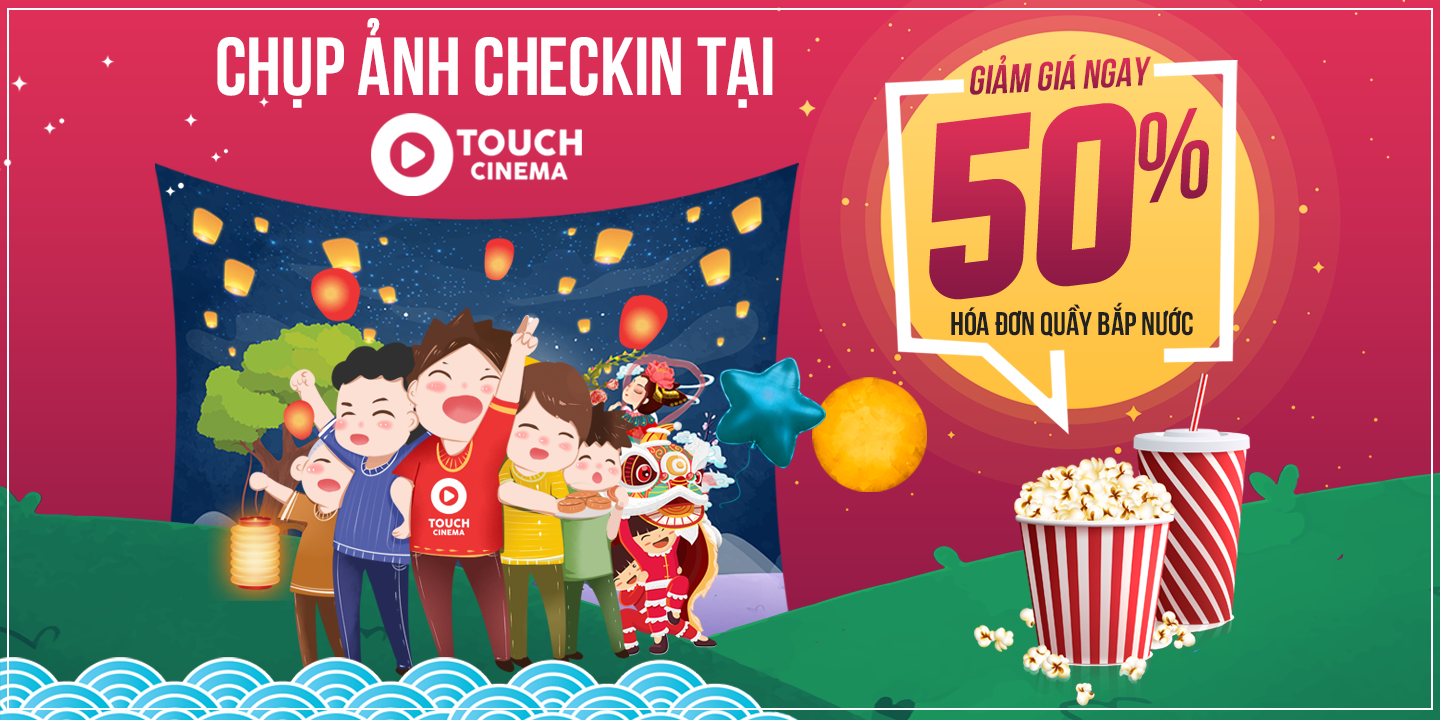 CHỤP ẢNH CHECKIN TẠI
TOUCH
CINEMA
GIẢM GIÁ NGAY
50%
HÓA ĐƠN QUẦY BẮP NƯỚC
TOUCH
CINEMA